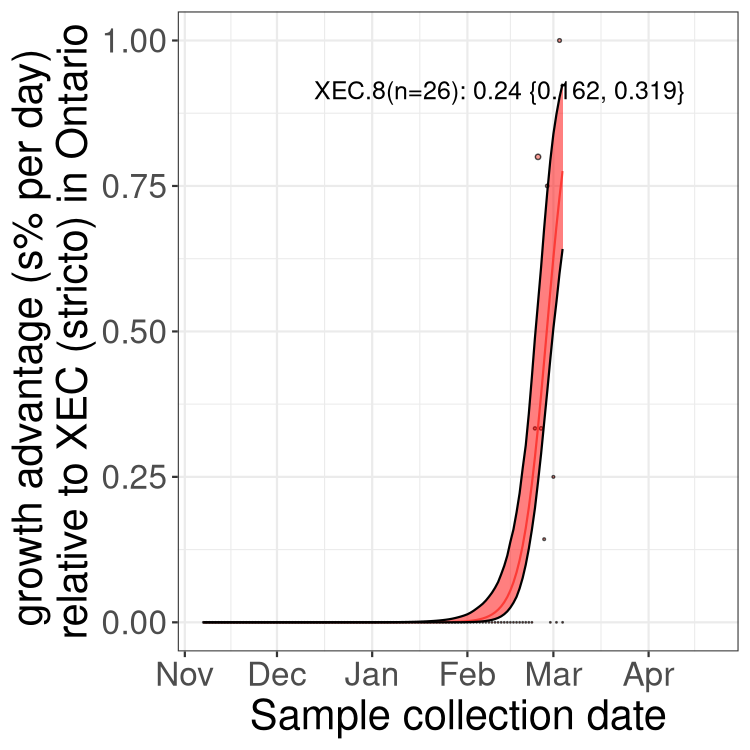 growth advantage (s% per day)
relative to XEC (stricto) in Ontario
1.00
0.75
0.50
0.25
0.00
XEC.8(n=26): 0.24 {0.162, 0.319}
Nov Dec Jan Feb Mar Apr
Sample collection date